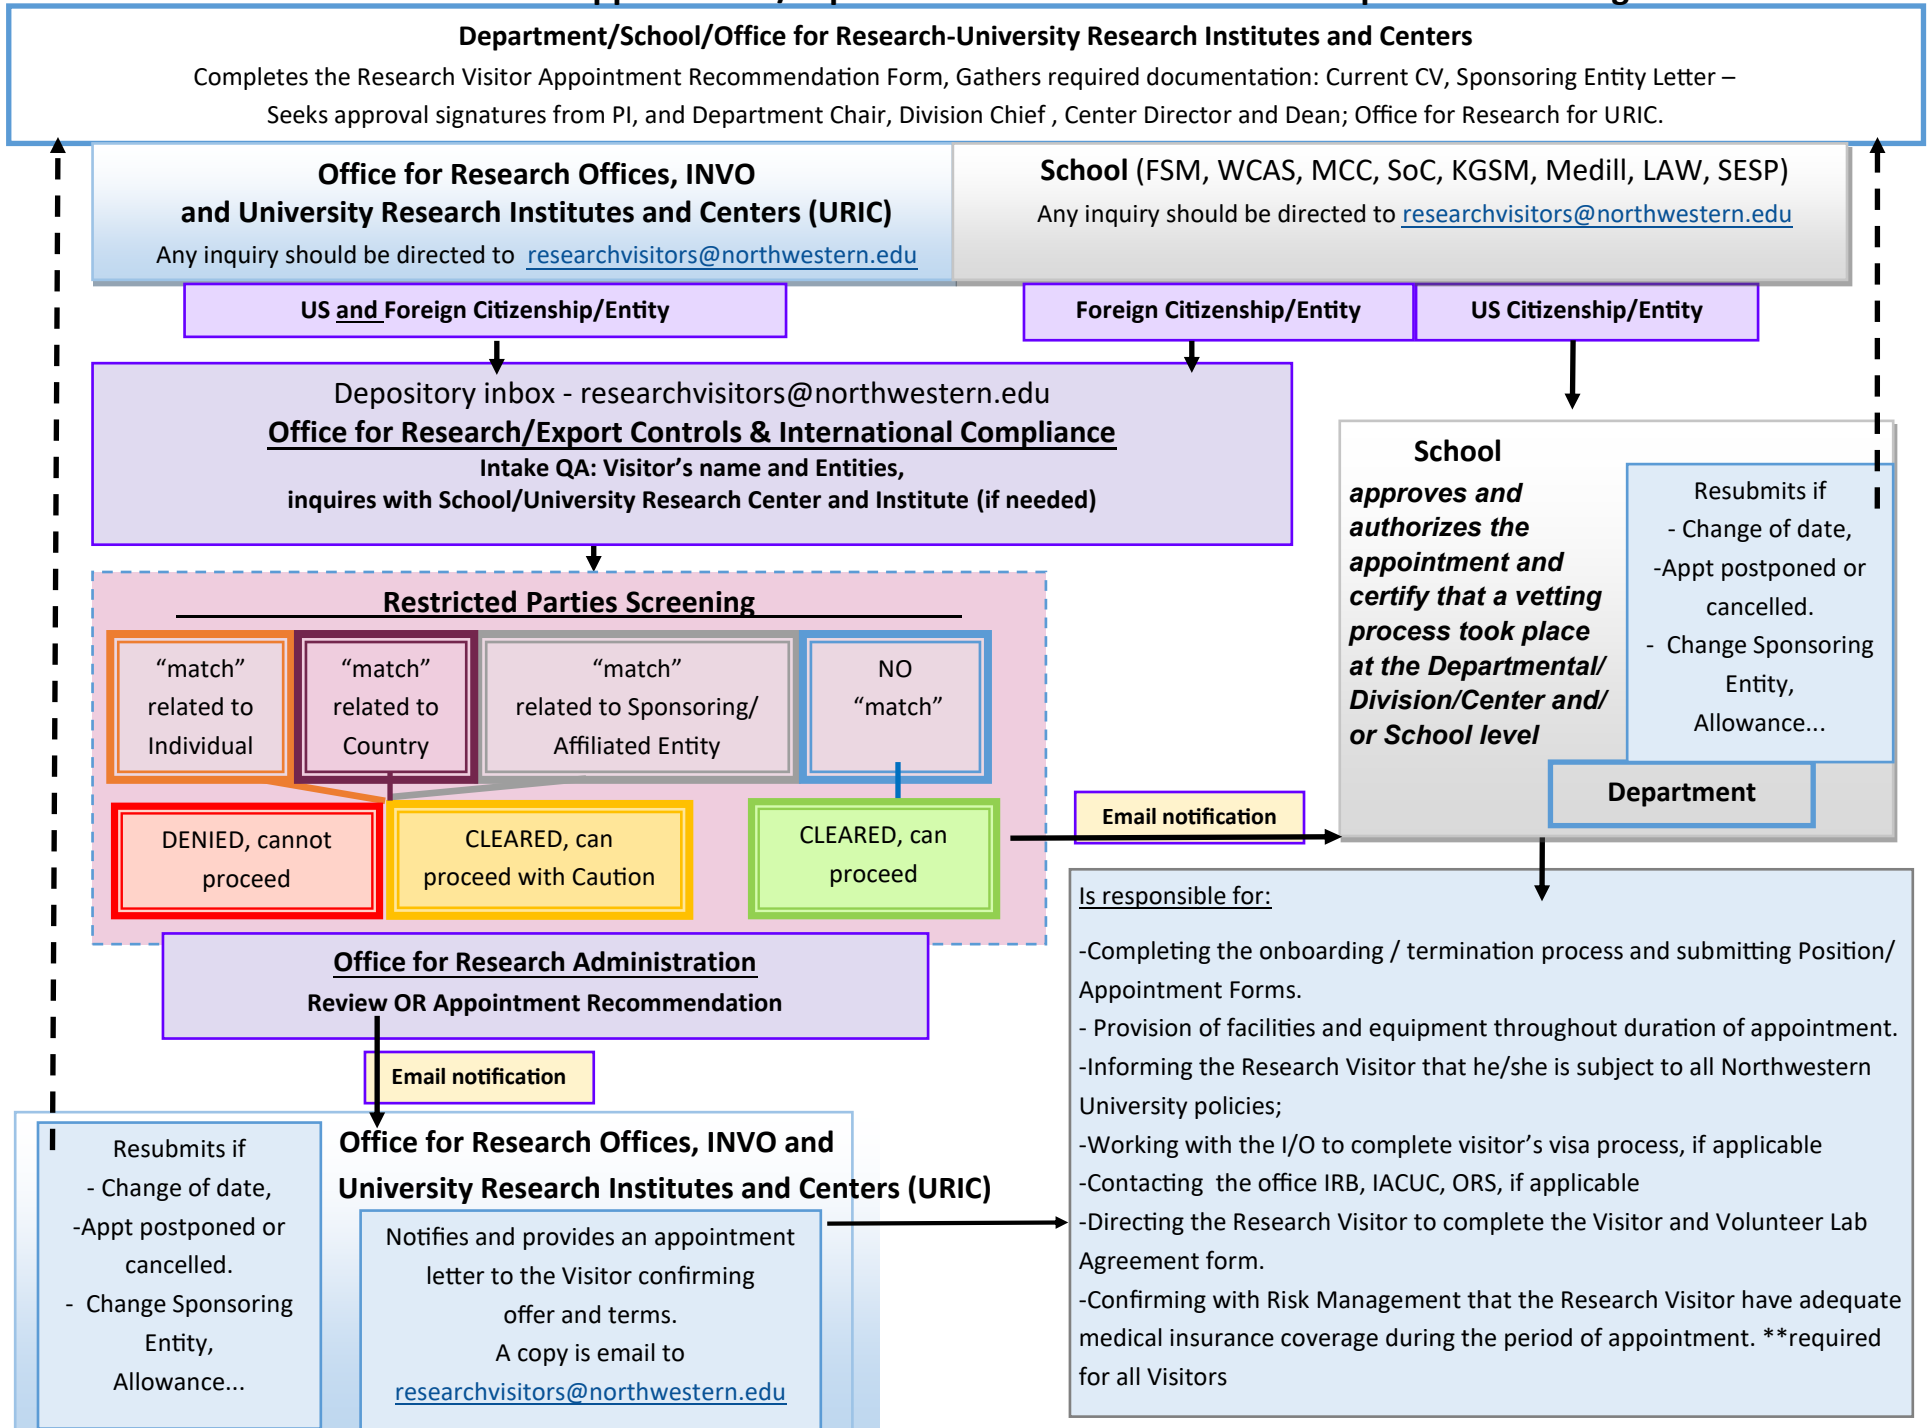 Department/School/Office for Research-University Research Institutes and Centers
Completes the Research Visitor Appointment Recommendation Form, Gathers required documentation: Current CV, Sponsoring Entity Letter –
Seeks approval signatures from PI, and Department Chair, Division Chief , Center Director and Dean; Office for Research for URIC.
Office for Research Offices, INVO
and University Research Institutes and Centers (URIC)
Any inquiry should be directed to researchvisitors@northwestern.edu
School (FSM, WCAS, MCC, SoC, KGSM, Medill, LAW, SESP)
Any inquiry should be directed to researchvisitors@northwestern.edu
US and Foreign Citizenship/Entity
Foreign Citizenship/Entity
US Citizenship/Entity
Depository inbox - researchvisitors@northwestern.edu
Office for Research/Export Controls & International Compliance
Intake QA: Visitor's name and Entities,
inquires with School/University Research Center and Institute (if needed)
School
approves and
authorizes the
appointment and
certify that a vetting
process took place
at the Departmental/
Division/Center and/
or School level
Resubmits if
- Change of date,
-Appt postponed or
cancelled.
- Change Sponsoring
Entity,
Allowance...
Department
Restricted Parties Screening
“match”
related to
Individual
“match”
related to
Country
“match”
related to Sponsoring/
Affiliated Entity
NO
“match”
DENIED, cannot
proceed
CLEARED, can
proceed with Caution
CLEARED, can
proceed
Email notification
Office for Research Administration
Review OR Appointment Recommendation
Email notification
Is responsible for:
-Completing the onboarding / termination process and submitting Position/
Appointment Forms.
- Provision of facilities and equipment throughout duration of appointment.
-Informing the Research Visitor that he/she is subject to all Northwestern
University policies;
-Working with the I/O to complete visitor's visa process, if applicable
-Contacting the office IRB, IACUC, ORS, if applicable
-Directing the Research Visitor to complete the Visitor and Volunteer Lab
Agreement form.
-Confirming with Risk Management that the Research Visitor have adequate
medical insurance coverage during the period of appointment. **required
for all Visitors
Resubmits if
- Change of date,
-Appt postponed or
cancelled.
- Change Sponsoring
Entity,
Allowance...
Office for Research Offices, INVO and
University Research Institutes and Centers (URIC)
Notifies and provides an appointment
letter to the Visitor confirming
offer and terms.
A copy is email to
researchvisitors@northwestern.edu